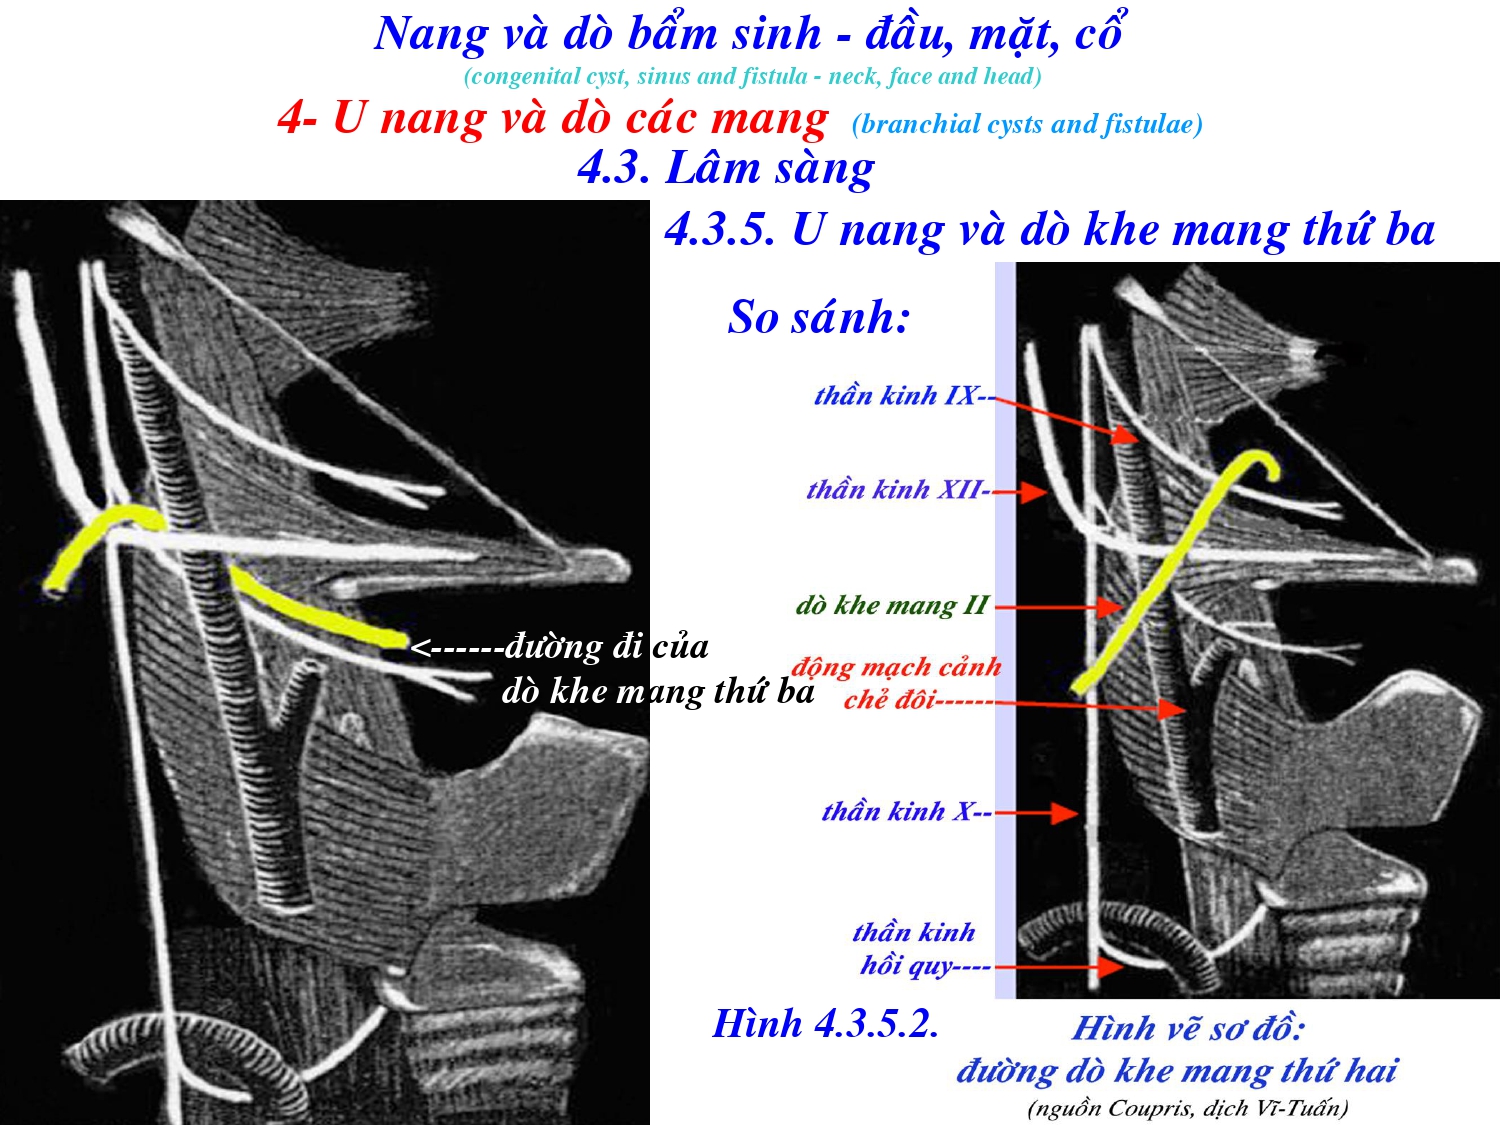 Nang và dò bẩm sinh - đầu, mặt, cổ
(congenital cyst, sinus and fistula - neck, face and head)
4- U nang và dò các mang (branchial cysts and fistulae)
4.3. Lâm sàng
4.3.5. U nang và dò khe mang thứ ba
So sánh:
thần kinh IX--
thần kinh XII-
dò khe mang II
<------đường đi của
dò khe mang thứ ba
động mạch cảnh
chẻ đôi------
thần kinh X--
thần kinh
hồi quy----
Hình 4.3.5.2.
Hình vẽ sơ đồ:
đường dò khe mang thứ hai
(nguồn Coupris, dịch Vĩ-Tuấn)